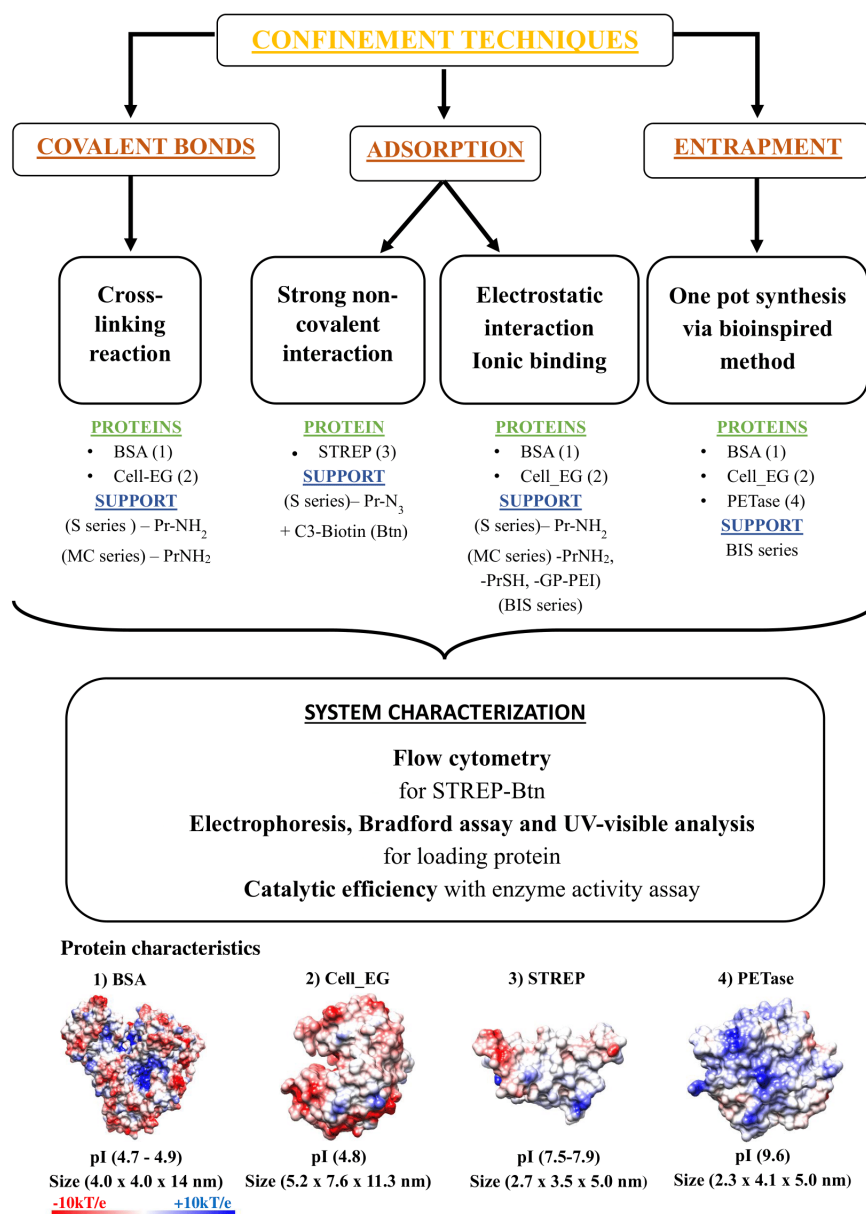 CONFINEMENT TECHNIQUES
COVALENT BONDS
ADSORPTION
ENTRAPMENT
Cross-
linking
reaction
Strong non-
covalent
interaction
Electrostatic
interaction
Ionic binding
One pot synthesis
via bioinspired
method
PROTEINS
• BSA (1)
• Cell-EG (2)
SUPPORT
(S series ) – Pr-NH2
(MC series) – PrNH2
PROTEIN
• STREP (3)
SUPPORT
(S series)– Pr-N3
+ C3-Biotin (Btn)
PROTEINS
• BSA (1)
• Cell_EG (2)
SUPPORT
(S series)– Pr-NH2
(MC series) -PrNH2,
-PrSH, -GP-PEI)
(BIS series)
PROTEINS
• BSA (1)
• Cell_EG (2)
• PETase (4)
SUPPORT
BIS series
SYSTEM CHARACTERIZATION
Flow cytometry
for STREP-Btn
Electrophoresis, Bradford assay and UV-visible analysis
for loading protein
Catalytic efficiency with enzyme activity assay
Protein characteristics
1) BSA
2) Cell_EG
3) STREP
4) PETase
pI (4.7 - 4.9)
pI (4.8)
pI (7.5-7.9)
pI (9.6)
Size (4.0 x 4.0 x 14 nm)
Size (5.2 x 7.6 x 11.3 nm)
Size (2.7 x 3.5 x 5.0 nm)
Size (2.3 x 4.1 x 5.0 nm)
-10kT/e
+10kT/e